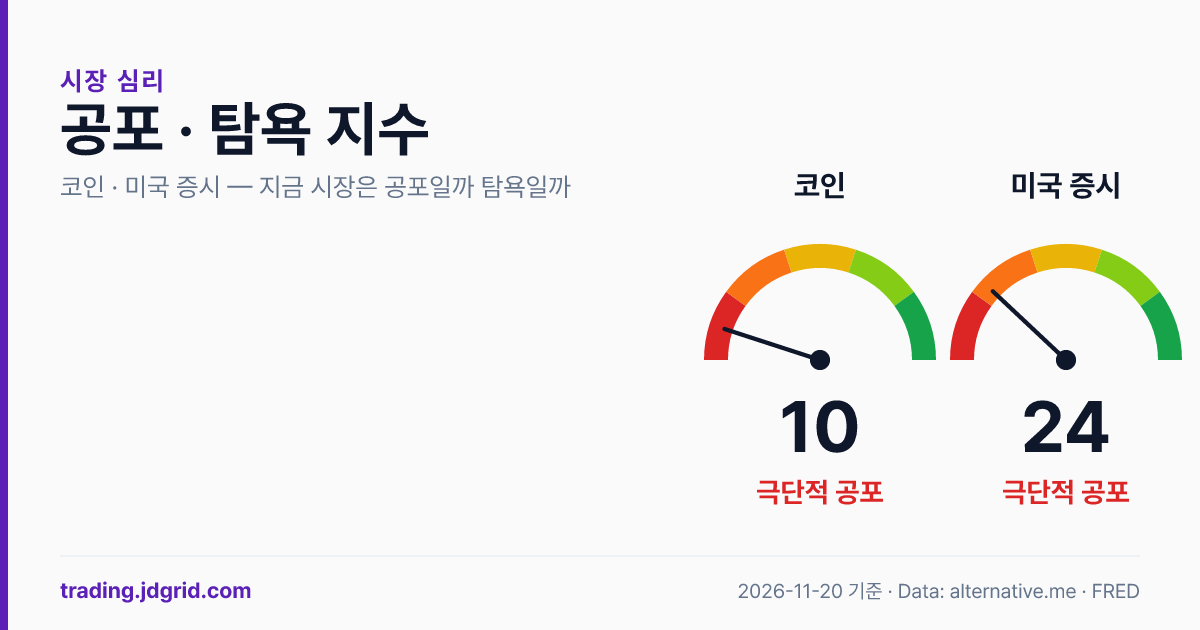 시장 심리
공포 · 탐욕 지수
코인 · 미국 증시 — 지금 시장은 공포일까 탐욕일까
코인
미국 증시
10
24
극단적 공포
극단적 공포
trading.jdgrid.com
2026-11-20 기준 · Data: alternative.me · FRED